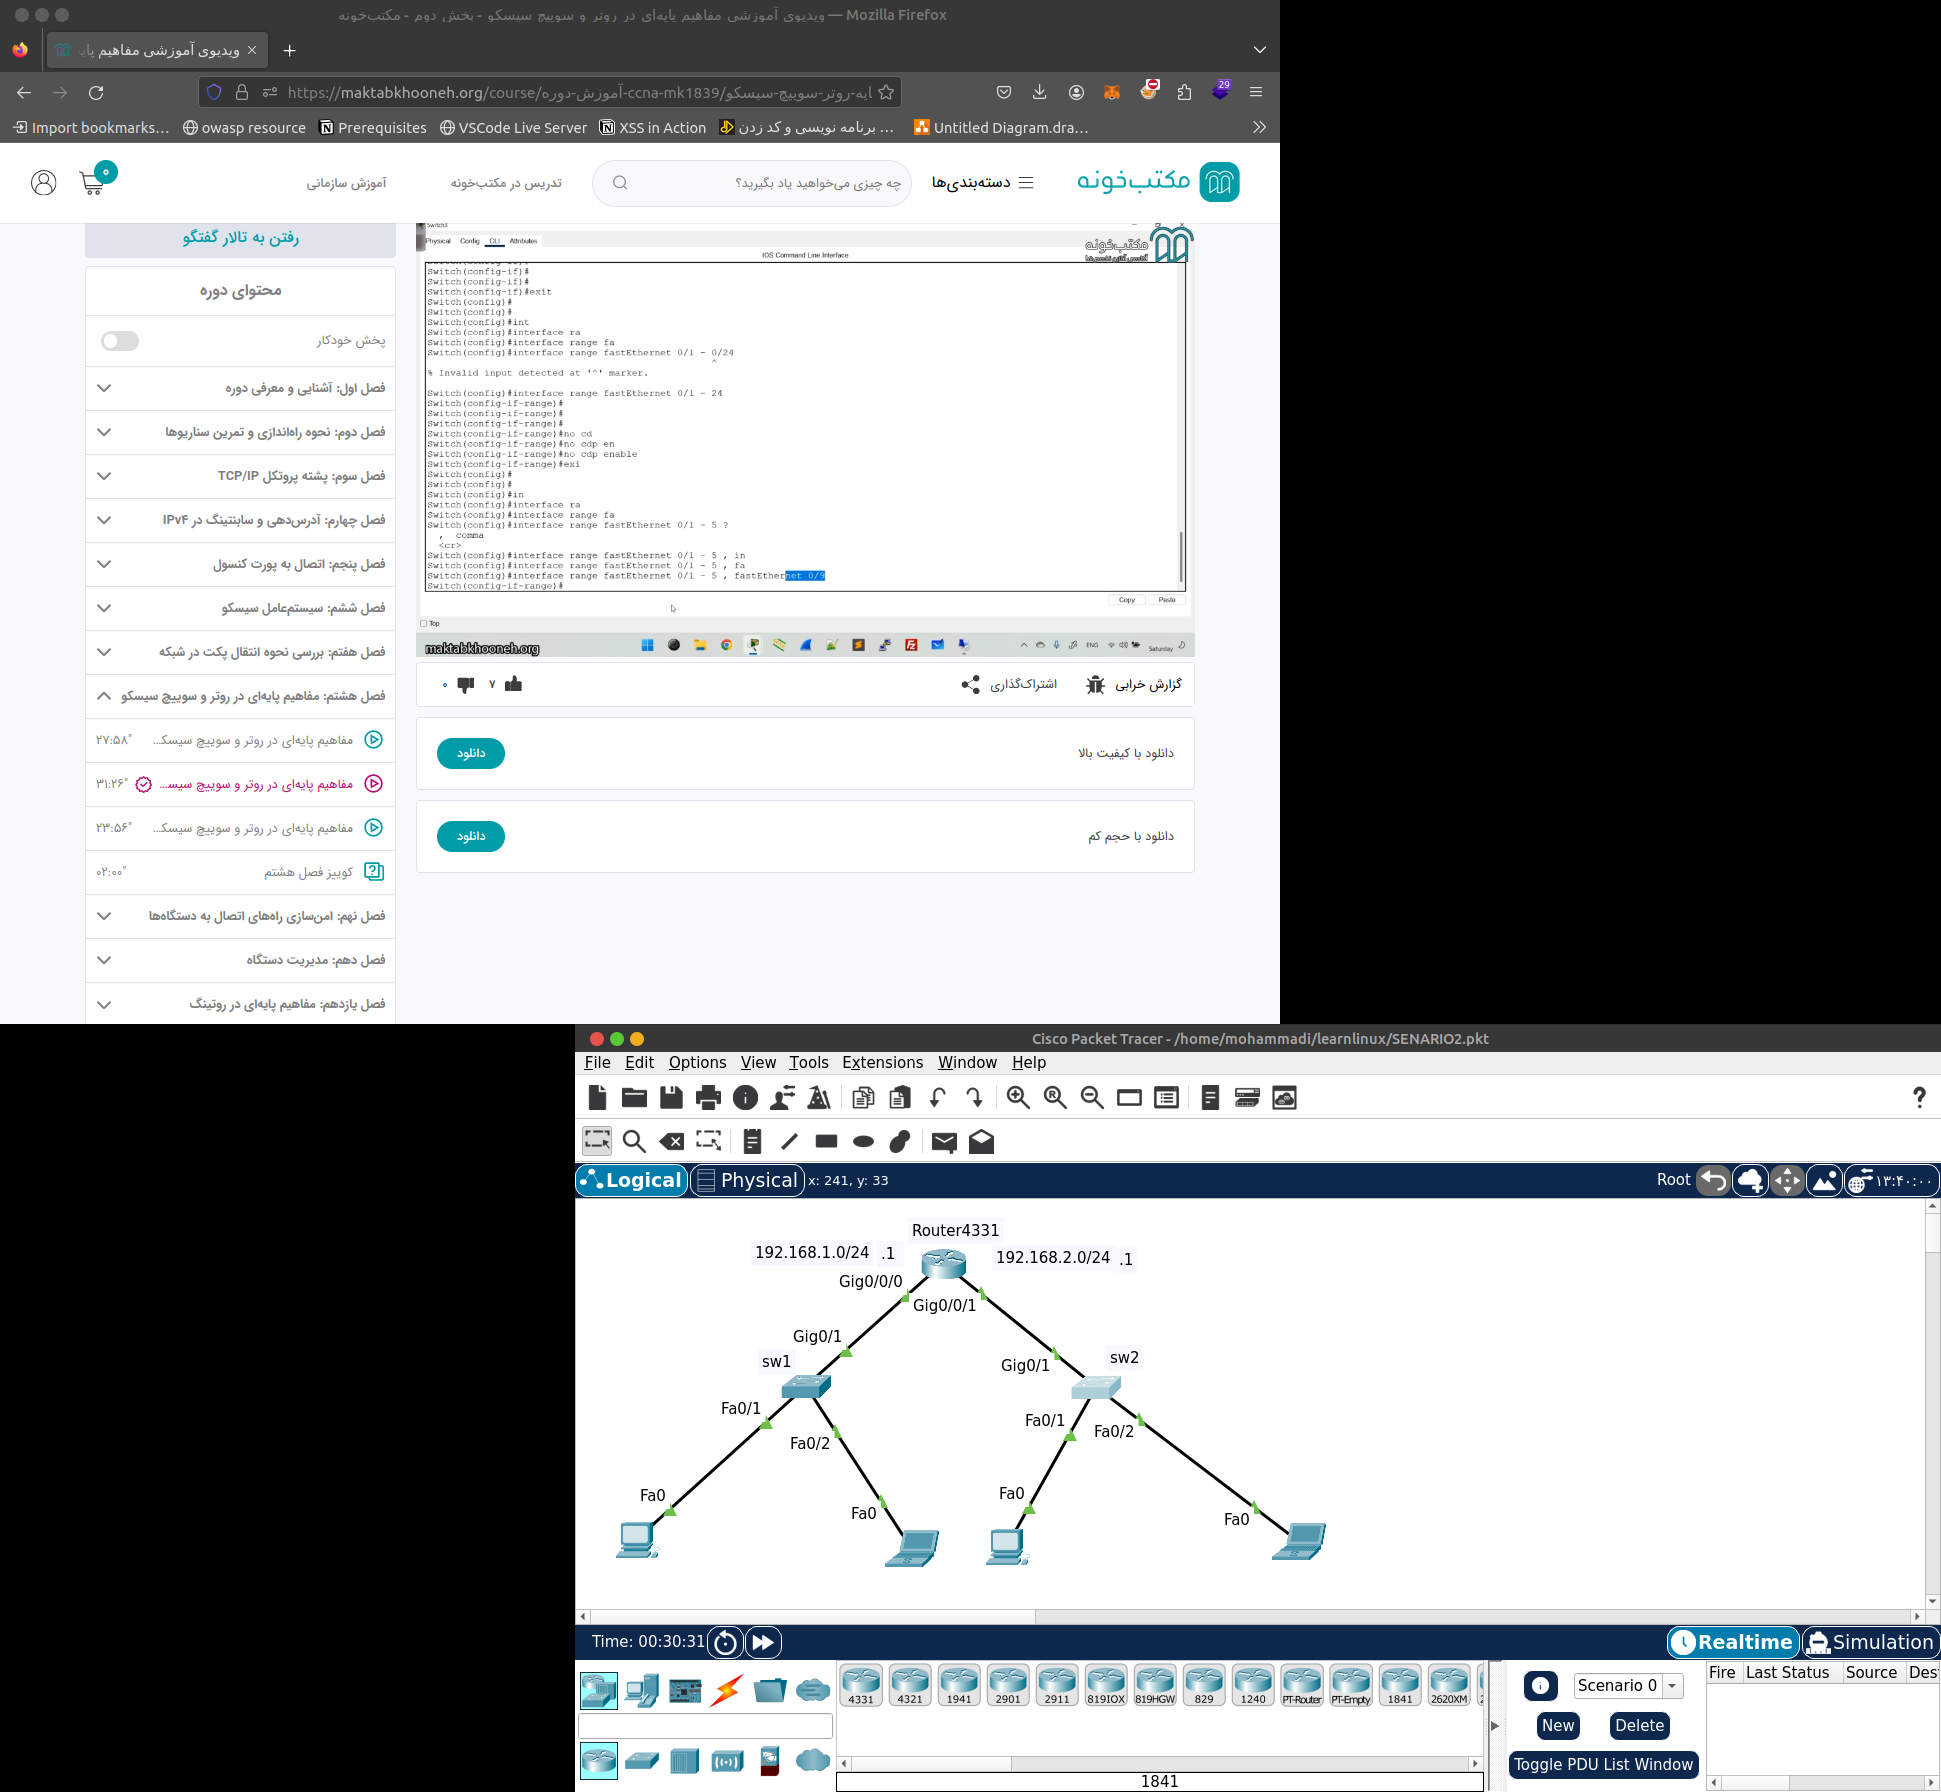 ویدیوی آموزشی مفاهیم پایه‌ای در روتر و سوییچ سیسکو - بخش دوم - مکتب‌خونه — Mozilla Firefox
ویدیوی آموزشی مفاهیم پایه
https://maktabkhooneh.org/course/آموزش-دوره-ccna-mk1839/پایه-روتر-سوییچ-سیسکو
29
Import bookmarks...
owasp resource
Prerequisites
VSCode Live Server
XSS in Action
برنامه نویسی و کد زدن ...
Untitled Diagram.dra...
مکتب‌خونه
دسته‌بندی‌ها
چه چیزی می‌خواهید یاد بگیرید؟
تدریس در مکتب‌خونه
آموزش سازمانی
۰
رفتن به تالار گفتگو
محتوای دوره
پخش خودکار
فصل اول: آشنایی و معرفی دوره
فصل دوم: نحوه راه‌اندازی و تمرین سناریوها
فصل سوم: پشته پروتکل TCP/IP
فصل چهارم: آدرس‌دهی و سابنتینگ در IPv۴
فصل پنجم: اتصال به پورت کنسول
فصل ششم: سیستم‌عامل سیسکو
فصل هفتم: بررسی نحوه انتقال پکت در شبکه
فصل هشتم: مفاهیم پایه‌ای در روتر و سوییچ سیسکو
مفاهیم پایه‌ای در روتر و سوییچ سیسک... ۲۷:۵۸"
مفاهیم پایه‌ای در روتر و سوییچ سیس... ۳۱:۲۶"
مفاهیم پایه‌ای در روتر و سوییچ سیسک... ۲۳:۵۶"
کوییز فصل هشتم ۰۲:۰۰"
فصل نهم: امن‌سازی راه‌های اتصال به دستگاه‌ها
فصل دهم: مدیریت دستگاه
فصل یازدهم: مفاهیم پایه‌ای در روتینگ
Switch3
Physical Config CLI Attributes
مکتب‌خونه
IOS Command Line Interface
Switch(config-if)#
Switch(config-if)#
Switch(config-if)#exit
Switch(config)#
Switch(config)#
Switch(config)#int
Switch(config)#interface ra
Switch(config)#interface range fa
Switch(config)#interface range fastEthernet 0/1 - 0/24
^
% Invalid input detected at '^' marker.
Switch(config)#interface range fastEthernet 0/1 - 24
Switch(config-if-range)#
Switch(config-if-range)#
Switch(config-if-range)#
Switch(config-if-range)#no cd
Switch(config-if-range)#no cdp en
Switch(config-if-range)#no cdp enable
Switch(config-if-range)#exi
Switch(config)#
Switch(config)#
Switch(config)#in
Switch(config)#interface ra
Switch(config)#interface range fa
Switch(config)#interface range fastEthernet 0/1 - 5 ?
, comma
<cr>
Switch(config)#interface range fastEthernet 0/1 - 5 , in
Switch(config)#interface range fastEthernet 0/1 - 5 , fa
Switch(config)#interface range fastEthernet 0/1 - 5 , fastEthernet 0/9
Switch(config-if-range)#
Copy Paste
Top
maktabkhooneh.org
ENG
Saturday
گزارش خرابی
اشتراک‌گذاری
۷
۰
دانلود با کیفیت بالا
دانلود
دانلود با حجم کم
دانلود
Cisco Packet Tracer - /home/mohammadi/learnlinux/SENARIO2.pkt
File Edit Options View Tools Extensions Window Help
Logical Physical x: 241, y: 33
Root
۱۳:۴۰:۰۰
Router4331
192.168.1.0/24 .1
192.168.2.0/24 .1
Gig0/0/0
Gig0/0/1
Gig0/1
sw1
Gig0/1
sw2
Fa0/1
Fa0/2
Fa0/1
Fa0/2
Fa0
Fa0
Fa0
Fa0
Time: 00:30:31
Realtime Simulation
4331 4321 1941 2901 2911 819IOX 819HGW 829 1240 PT-Router PT-Empty 1841 2620XM
1841
Scenario 0
New Delete
Toggle PDU List Window
Fire Last Status Source Dest